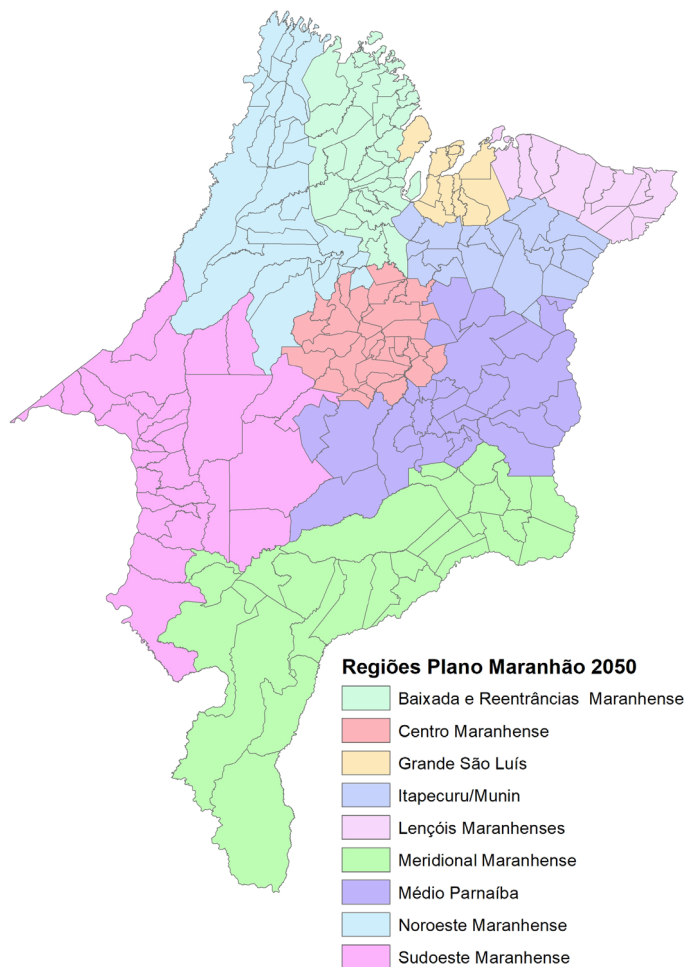 Regiões Plano Maranhão 2050
Baixada e Reentrâncias Maranhense
Centro Maranhense
Grande São Luís
Itapecuru/Munin
Lençóis Maranhenses
Meridional Maranhense
Médio Parnaíba
Noroeste Maranhense
Sudoeste Maranhense